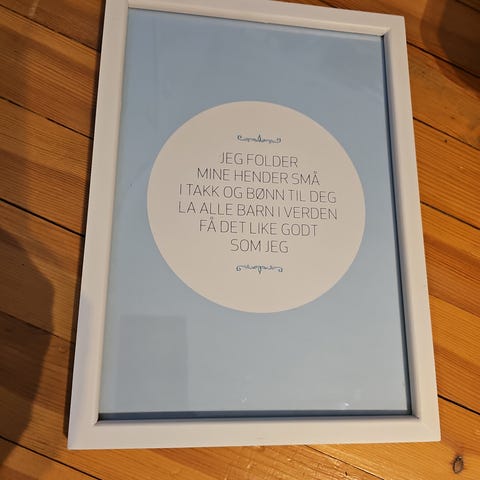 JEG FOLDER
MINE HENDER SMÅ
I TAKK OG BØNN TIL DEG
LA ALLE BARN I VERDEN
FÅ DET LIKE GODT
SOM JEG